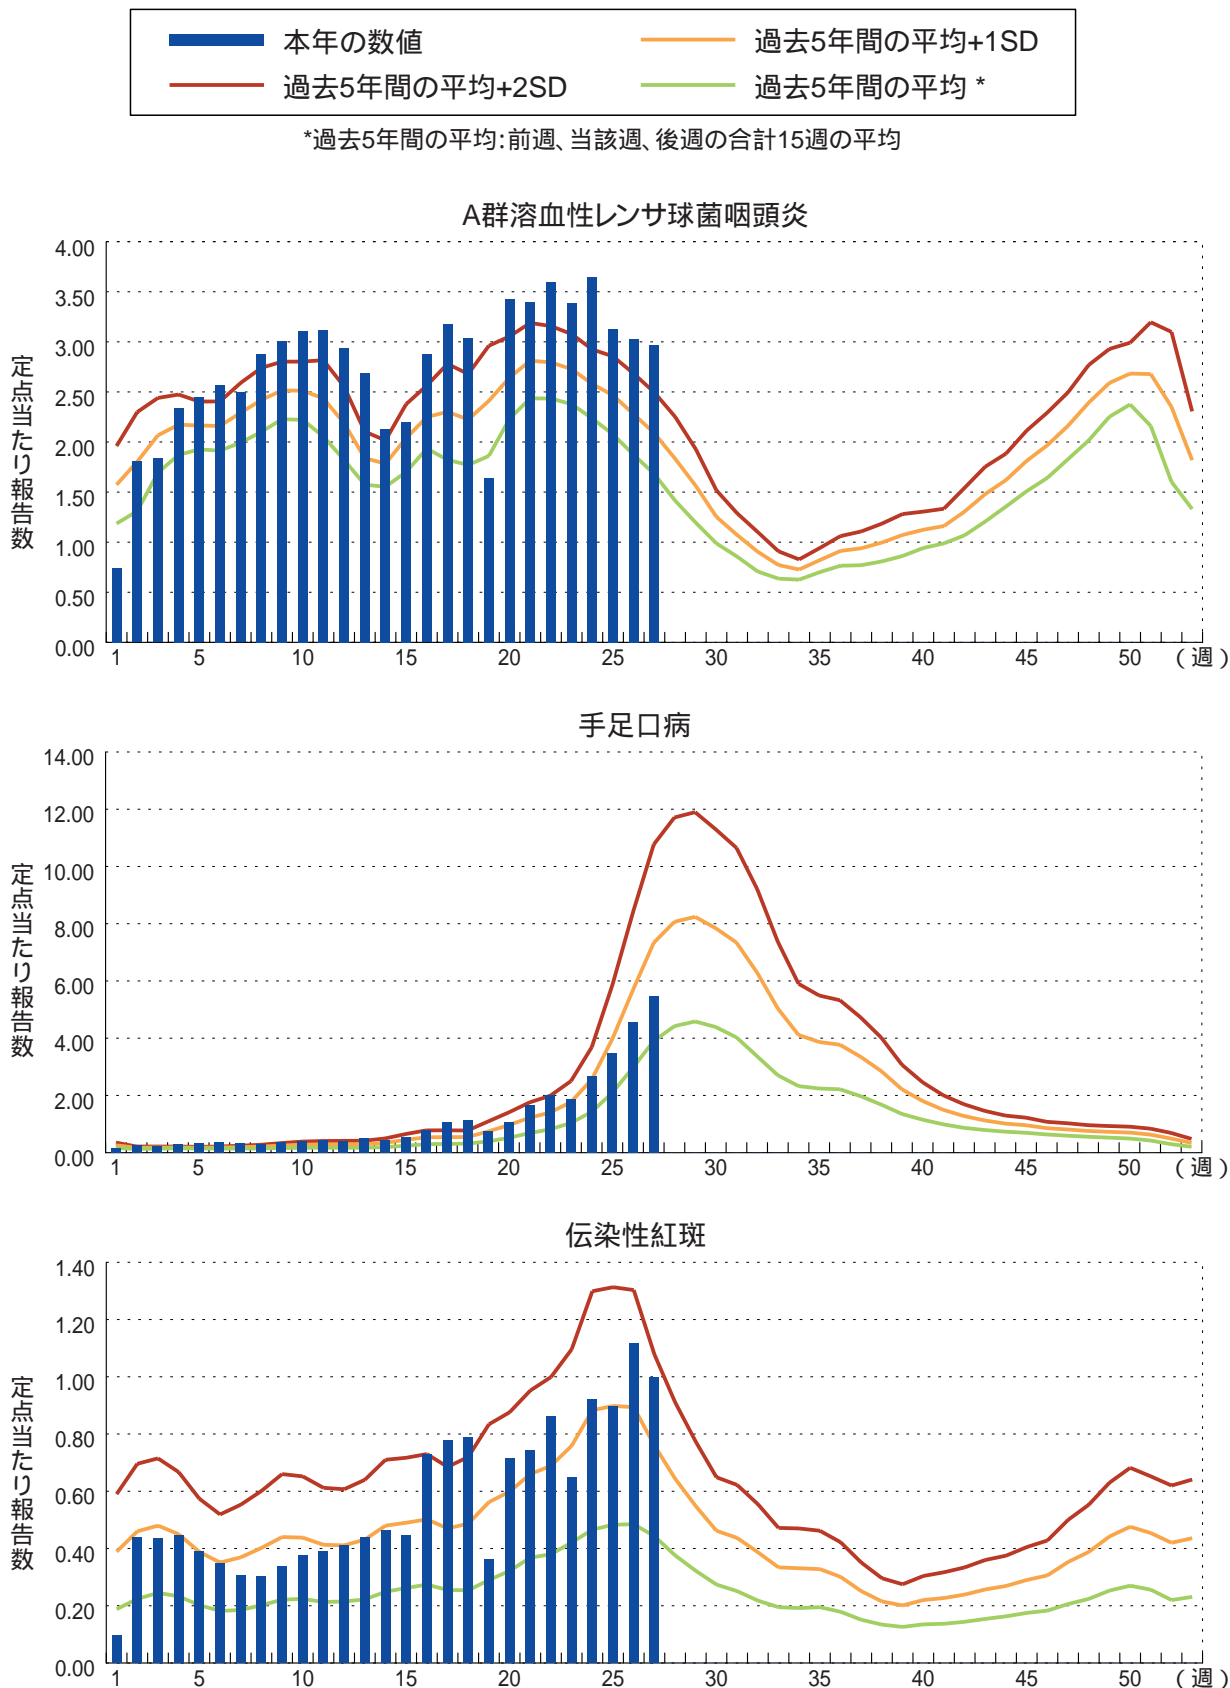 本年の数値
過去5年間の平均+1SD
過去5年間の平均+2SD
過去5年間の平均 *
*過去5年間の平均:前週、当該週、後週の合計15週の平均
A群溶血性レンサ球菌咽頭炎
定点当たり報告数
4.00
3.50
3.00
2.50
2.00
1.50
1.00
0.50
0.00
1 5 10 15 20 25 30 35 40 45 50 (週)
手足口病
定点当たり報告数
14.00
12.00
10.00
8.00
6.00
4.00
2.00
0.00
1 5 10 15 20 25 30 35 40 45 50 (週)
伝染性紅斑
定点当たり報告数
1.40
1.20
1.00
0.80
0.60
0.40
0.20
0.00
1 5 10 15 20 25 30 35 40 45 50 (週)